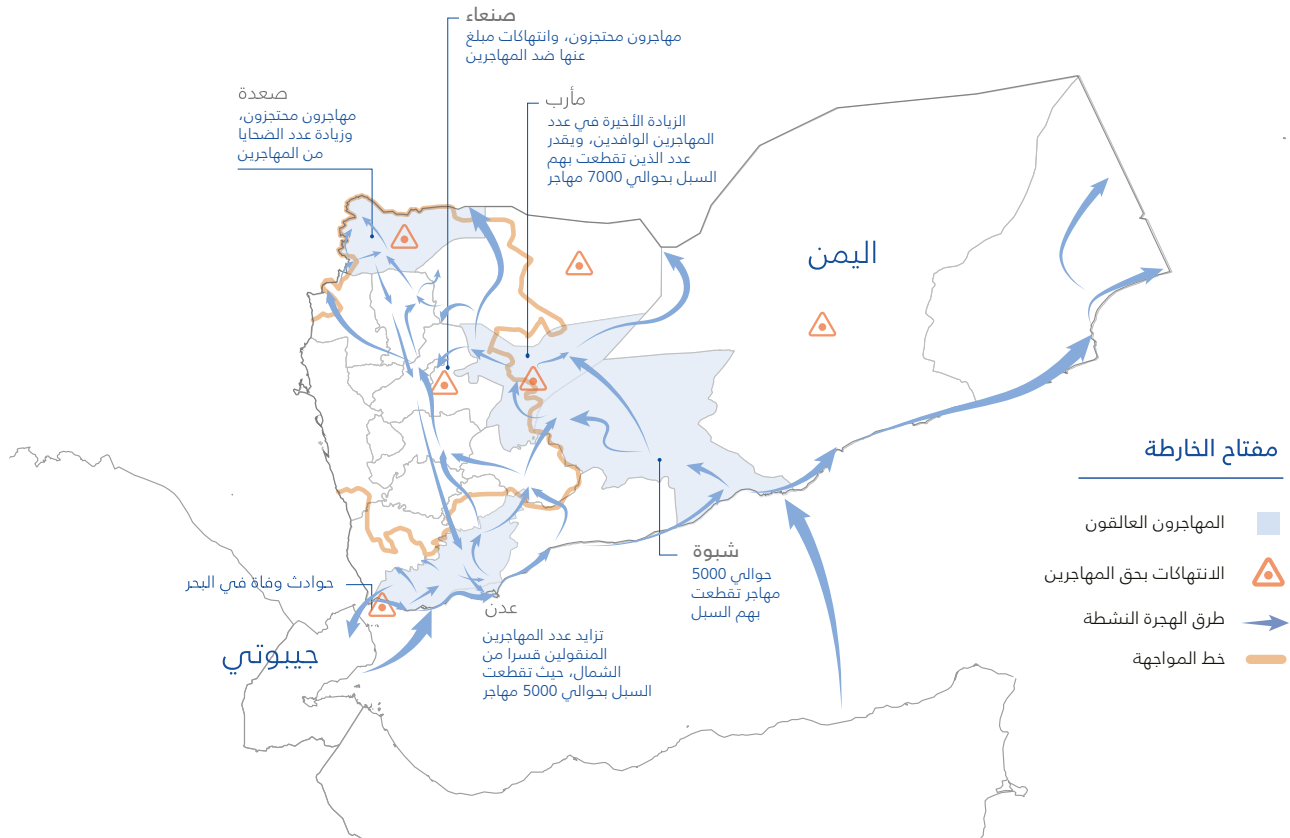 صنعاء
مهاجرون محتجزون، وانتهاكات مبلغ
عنها ضد المهاجرين
صعدة
مهاجرون محتجزون،
وزيادة عدد الضحايا
من المهاجرين
مأرب
الزيادة الأخيرة في عدد
المهاجرين الوافدين، ويقدر
عدد الذين تقطعت بهم
السبل بحوالي 7000 مهاجر
اليمن
مفتاح الخارطة
المهاجرون العالقون
الانتهاكات بحق المهاجرين
طرق الهجرة النشطة
خط المواجهة
شبوة
حوالي 5000
مهاجر تقطعت
بهم السبل
حوادث وفاة في البحر
عدن
تزايد عدد المهاجرين
المنقولين قسرا من
الشمال، حيث تقطعت
السبل بحوالي 5000 مهاجر
جيبوتي